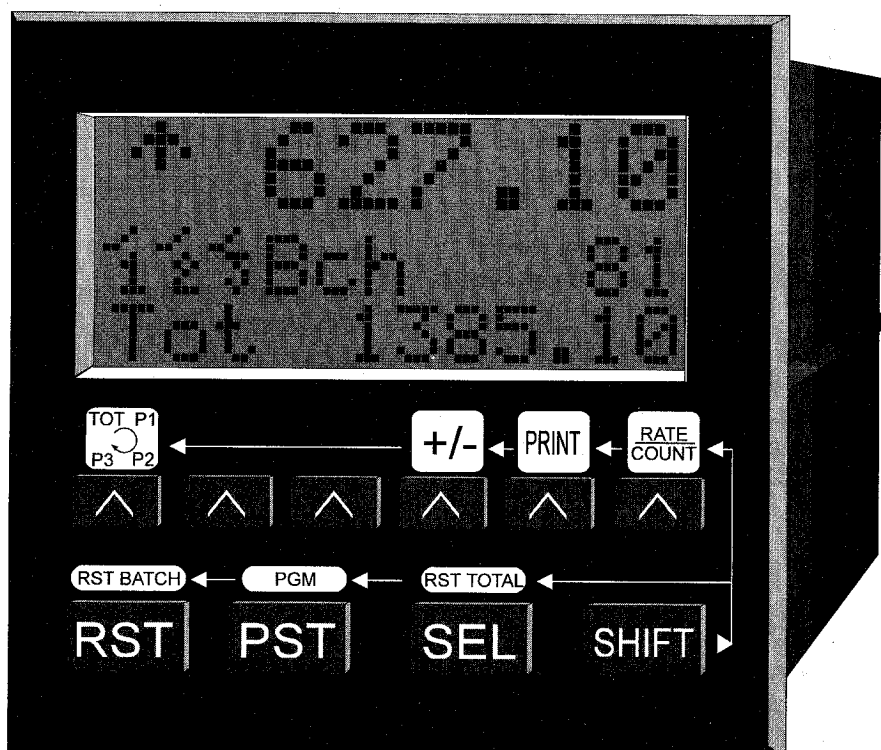 ↑ 627.10
123Bch 81
Tot 1385.10
TOT P1
P3 P2
+/-
PRINT
RATE
COUNT
RST BATCH
PGM
RST TOTAL
RST
PST
SEL
SHIFT